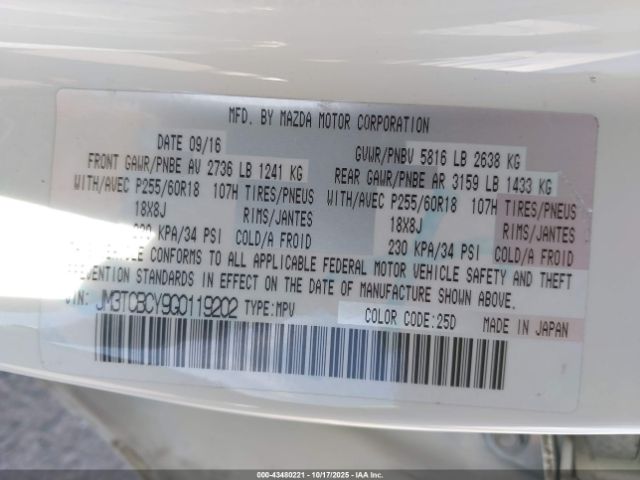 MFD. BY MAZDA MOTOR CORPORATION
DATE 09/16 GVWR/PNBV 5816 LB 2638 KG
FRONT GAWR/PNBE AV 2736 LB 1241 KG REAR GAWR/PNBE AR 3159 LB 1433 KG
WITH/AVEC P255/60R18 107H TIRES/PNEUS WITH/AVEC P255/60R18 107H TIRES/PNEUS
18X8J RIMS/JANTES 18X8J RIMS/JANTES
230 KPA/34 PSI COLD/A FROID 230 KPA/34 PSI COLD/A FROID
VEHICLE CONFORMS TO ALL APPLICABLE FEDERAL MOTOR VEHICLE SAFETY AND THEFT
PREVENTION STANDARDS IN EFFECT ON THE DATE OF MANUFACTURE SHOWN ABOVE.
VIN: JM3TCBCY9G0119202 TYPE:MPV COLOR CODE:25D MADE IN JAPAN
000-43480221 - 10/17/2025 - IAA Inc.